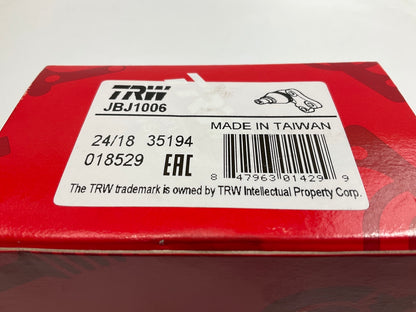 TRW
JBJ1006
MADE IN TAIWAN
24/18 35194
018529 EAC
8 47963 01429 9
The TRW trademark is owned by TRW Intellectual Property Corp.